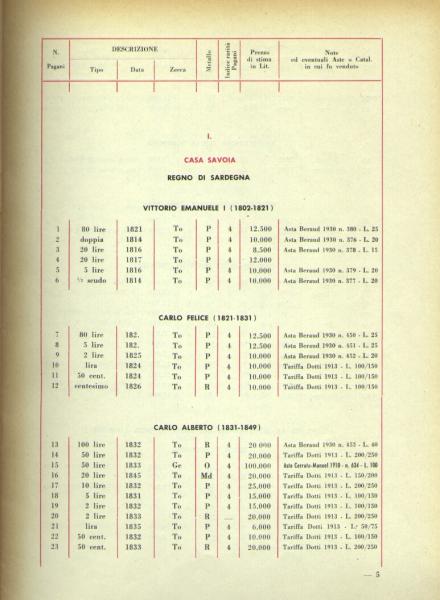 N. Pagani | DESCRIZIONE | Metallo | Indice rarità Pagani | Prezzo di stima in Lit. | Note ed eventuali Aste o Catal. in cui fu venduto
Tipo | Data | Zecca
I.
CASA SAVOIA
REGNO DI SARDEGNA
VITTORIO EMANUELE I (1802-1821)
1 80 lire 1821 To P 4 12.500 Asta Beraud 1930 n. 380 - L. 25
2 doppia 1814 To P 4 10.000 Asta Beraud 1930 n. 376 - L. 20
3 20 lire 1816 To P 4 8.500 Asta Beraud 1930 n. 378 - L. 15
4 20 lire 1817 To P 4 12.000
5 5 lire 1816 To P 4 10.000 Asta Beraud 1930 n. 379 - L. 20
6 ½ scudo 1814 To P 4 10.000 Asta Beraud 1930 n. 377 - L. 20
CARLO FELICE (1821-1831)
7 80 lire 182. To P 4 12.500 Asta Beraud 1930 n. 450 - L. 25
8 5 lire 182. To P 4 12.500 Asta Beraud 1930 n. 451 - L. 25
9 2 lire 1825 To P 4 10.000 Asta Beraud 1930 n. 452 - L. 20
10 lira 1824 To P 4 10.000 Tariffa Dotti 1913 - L. 100/150
11 50 cent. 1824 To P 4 10.000 Tariffa Dotti 1913 - L. 100/150
12 centesimo 1826 To R 4 10.000 Tariffa Dotti 1913 - L. 100/150
CARLO ALBERTO (1831-1849)
13 100 lire 1832 To R 4 20.000 Asta Beraud 1930 n. 453 - L. 40
14 50 lire 1832 To P 4 20.000 Tariffa Dotti 1913 - L. 200/250
15 50 lire 1833 Ge O 4 100.000 Asta Cerrato-Manuel 1910 - n. 634 - L. 100
16 20 lire 1845 To Md 4 20.000 Tariffa Dotti 1913 - L. 150/200
17 10 lire 1832 To P 4 25.000 Tariffa Dotti 1913 - L. 200/250
18 5 lire 1831 To P 4 15.000 Tariffa Dotti 1913 - L. 100/150
19 2 lire 1832 To P 4 15.000 Tariffa Dotti 1913 - L. 100/150
20 2 lire 1833 To R — 20.000 Tariffa Dotti 1913 - L. 200/250
21 lira 1835 To P 4 6.000 Tariffa Dotti 1913 - L. 50/75
22 50 cent. 1832 To P 4 10.000 Tariffa Dotti 1913 - L. 100/150
23 50 cent. 1833 To R 4 20.000 Tariffa Dotti 1913 - L. 200/250
— 5